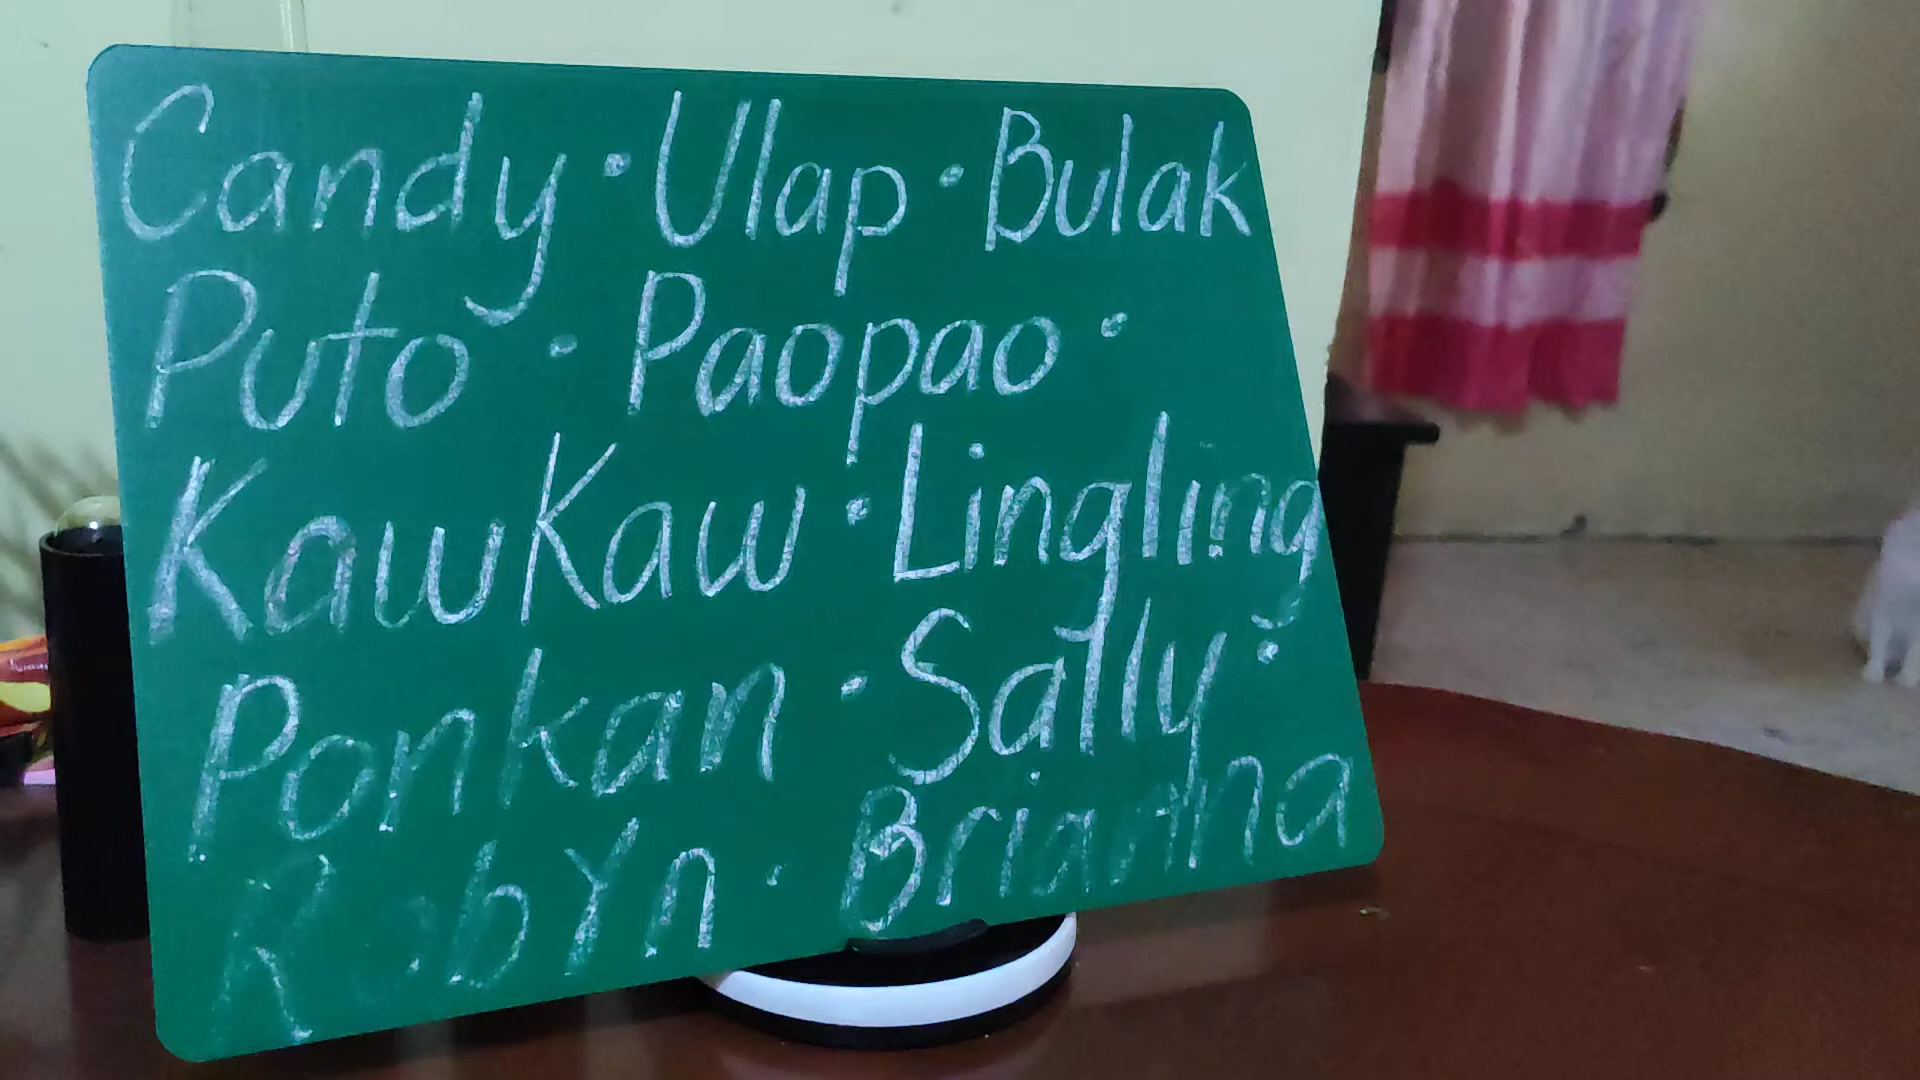 Candy · Ulap · Bulak
Puto · Paopao ·
KawKaw · Lingling
Ponkan · Sally ·
RobYn · Brianna